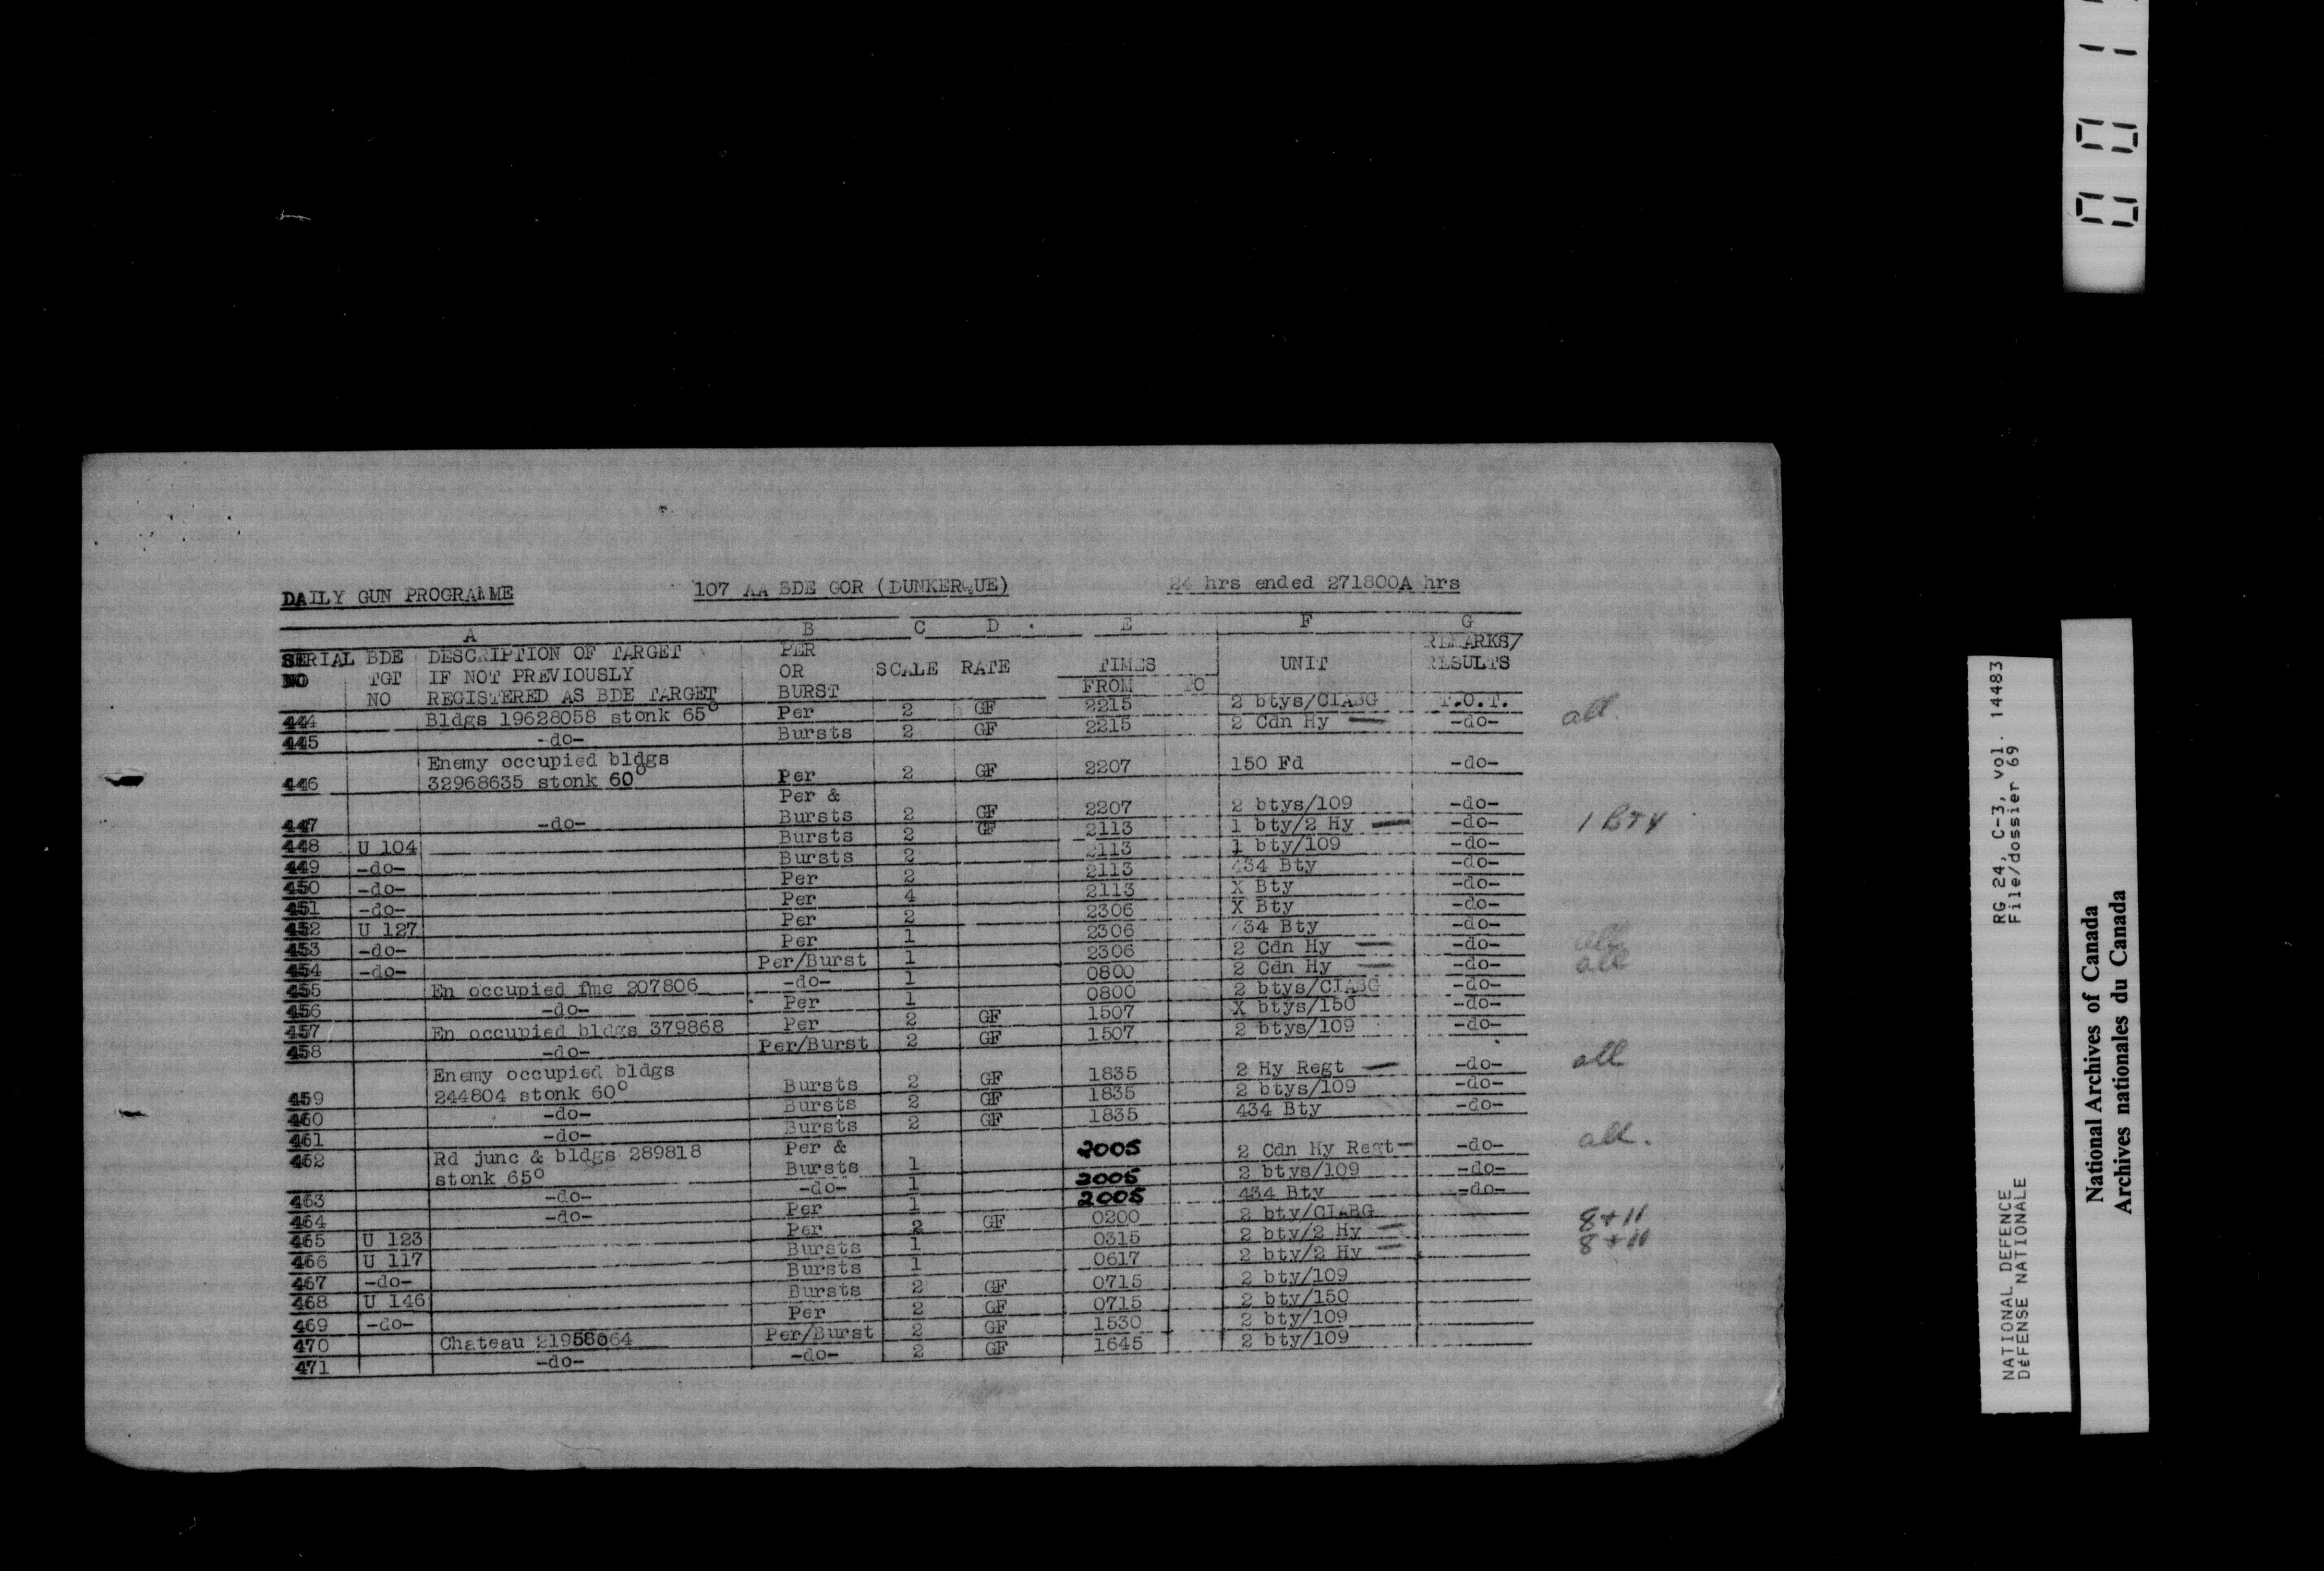 DAILY GUN PROGRAMME 107 AA BDE GOR (DUNKERQUE) 24 hrs ended 271800A hrs
A B C D E F G
SERIAL NO BDE TGT NO DESCRIPTION OF TARGET IF NOT PREVIOUSLY REGISTERED AS BDE TARGET PER OR BURST SCALE RATE TIMES FROM TO UNIT REMARKS/ RESULTS
444 Bldgs 19628058 stonk 65° Per 2 GF 2215 2 btys/CIABG T.O.T.
445 -do- Bursts 2 GF 2215 2 Cdn Hy — -do- all.
Enemy occupied bldgs
446 32968635 stonk 60° Per 2 GF 2207 150 Fd -do-
Per &
447 -do- Bursts 2 GF 2207 2 btys/109 -do-
448 U 104 Bursts 2 GF 2113 1 bty/2 Hy — -do- 1 BTY
449 -do- Bursts 2 2113 1 bty/109 -do-
450 -do- Per 2 2113 434 Bty -do-
451 -do- Per 4 2113 X Bty -do-
452 U 127 Per 2 2306 X Bty -do-
453 -do- Per 1 2306 434 Bty -do-
454 -do- Per/Burst 1 2306 2 Cdn Hy — -do- all
455 En occupied fme 207806 -do- 1 0800 2 Cdn Hy — -do- all
456 -do- Per 1 0800 2 btys/CIABG -do-
457 En occupied bldgs 379868 Per 2 GF 1507 X btys/150 -do-
458 -do- Per/Burst 2 GF 1507 2 btys/109 -do-
Enemy occupied bldgs
459 244804 stonk 60° Bursts 2 GF 1835 2 Hy Regt — -do- all
460 -do- Bursts 2 GF 1835 2 btys/109 -do-
461 -do- Bursts 2 GF 1835 434 Bty -do-
462 Rd junc & bldgs 289818 Per & 2005 2 Cdn Hy Regt — -do- all.
stonk 65° Bursts 1
463 -do- -do- 1 2005 2 btys/109 -do-
464 -do- Per 1 2005 434 Bty -do-
465 U 123 Per 2 GF 0200 2 bty/CIABG
466 U 117 Bursts 1 0315 2 bty/2 Hy — 8+11
467 -do- Bursts 1 0617 2 bty/2 Hy — 8+11
468 U 146 Bursts 2 GF 0715 2 bty/109
469 -do- Per 2 GF 0715 2 bty/150
470 Chateau 21958064 Per/Burst 2 GF 1530 2 bty/109
471 -do- -do- 2 GF 1645 2 bty/109
RG 24, C-3, vol. 14483
File/dossier 69
NATIONAL DEFENCE
DÉFENSE NATIONALE
National Archives of Canada
Archives nationales du Canada